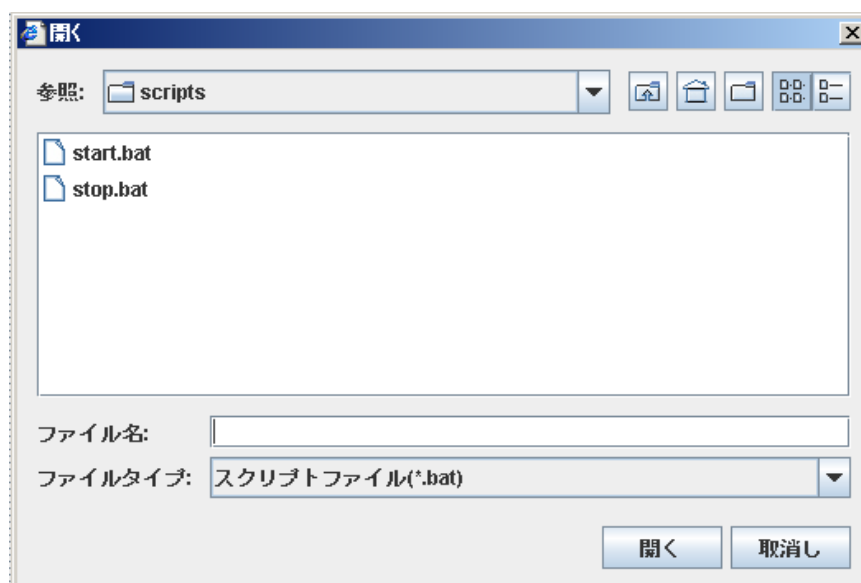 開く
参照: scripts
start.bat
stop.bat
ファイル名:
ファイルタイプ: スクリプトファイル(*.bat)
開く 取消し